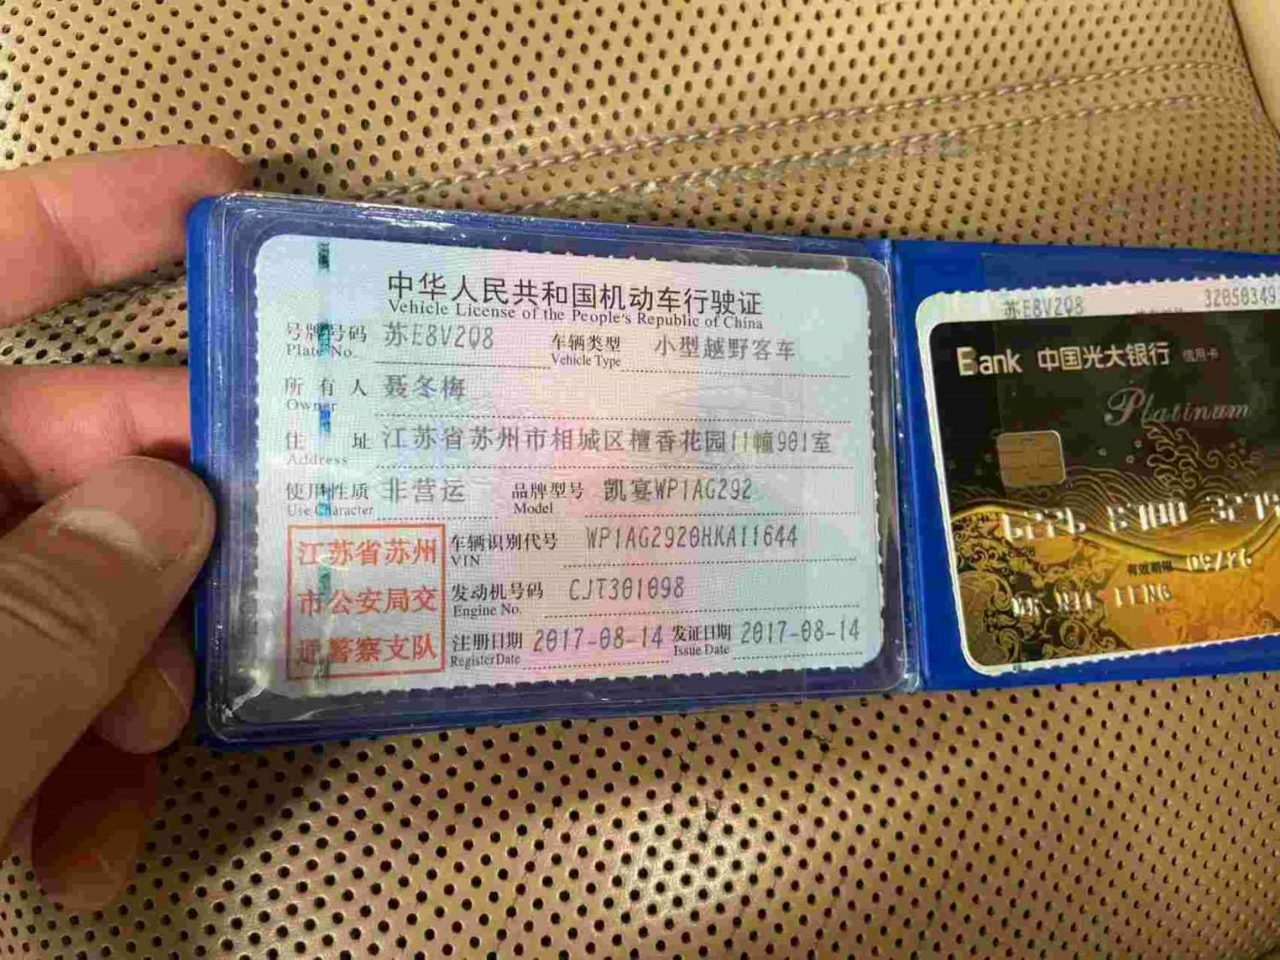 中华人民共和国机动车行驶证
Vehicle License of the People's Republic of China
号牌号码 苏E8V2Q8 车辆类型 小型越野客车
Plate No. Vehicle Type
所有人 聂冬梅
Owner
住址 江苏省苏州市相城区檀香花园11幢901室
Address
使用性质 非营运 品牌型号 凯宴WP1AG292
Use Character Model
江苏省苏州
市公安局交
通警察支队
车辆识别代号 WP1AG2920HKA11644
VIN
发动机号码 CJT301098
Engine No.
注册日期 2017-08-14 发证日期 2017-08-14
Register Date Issue Date
苏E8V2Q8 320503491
Bank 中国光大银行 信用卡
Platinum
有效期限 09/26